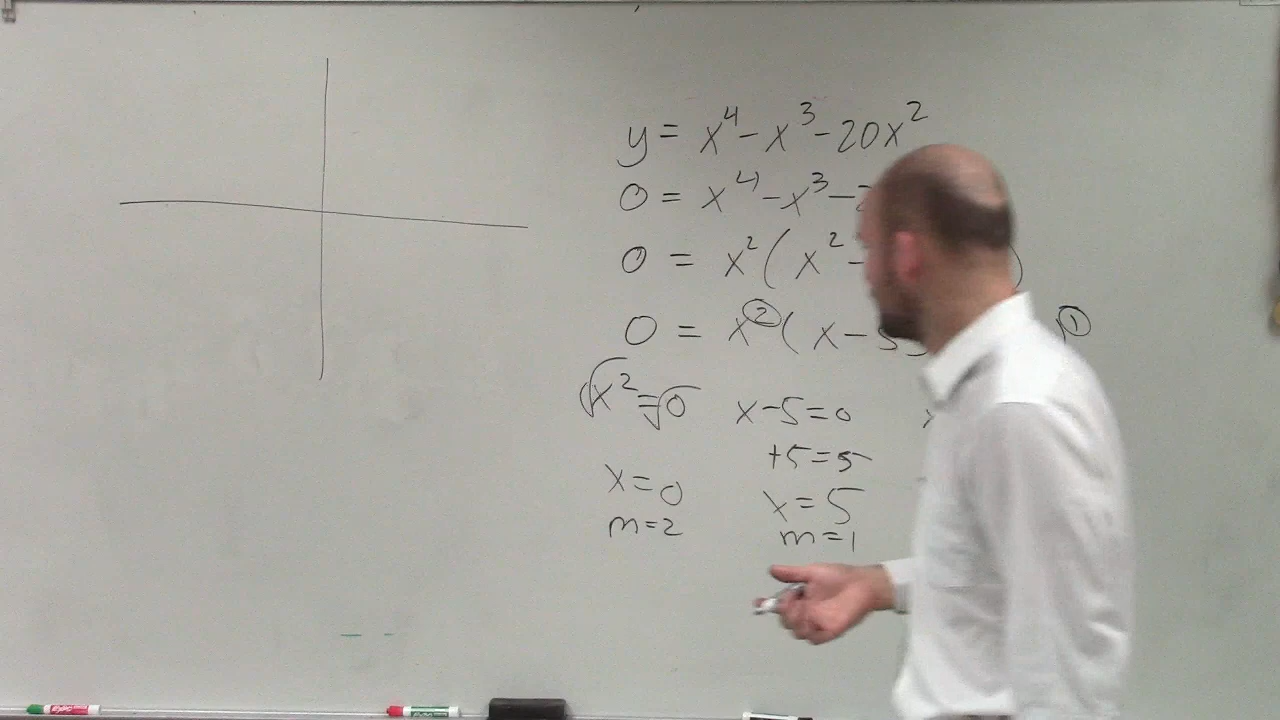 y = x⁴ - x³ - 20x²
0 = x⁴ - x³ -
0 = x² ( x² - )
0 = x² ( x - 5) 1
√x² = √0 x - 5 = 0
+5 = 5
x = 0 x = 5
m = 2 m = 1